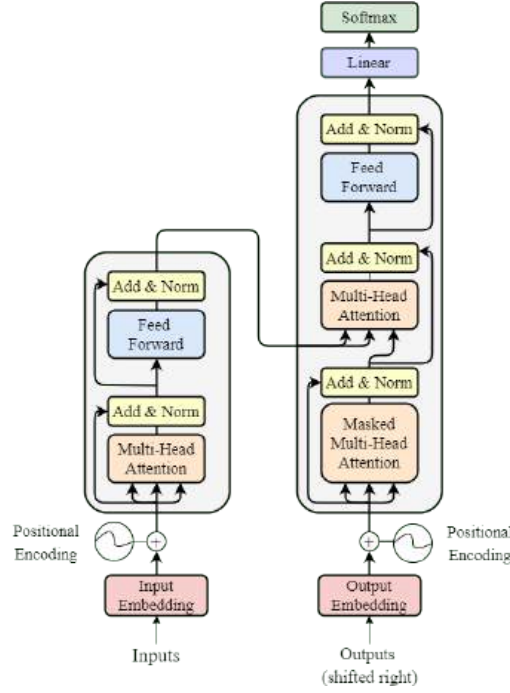 Softmax
Linear
Add & Norm
Feed
Forward
Add & Norm
Multi-Head
Attention
Add & Norm
Masked
Multi-Head
Attention
Add & Norm
Feed
Forward
Add & Norm
Multi-Head
Attention
Positional
Encoding
Positional
Encoding
Input
Embedding
Output
Embedding
Inputs
Outputs
(shifted right)